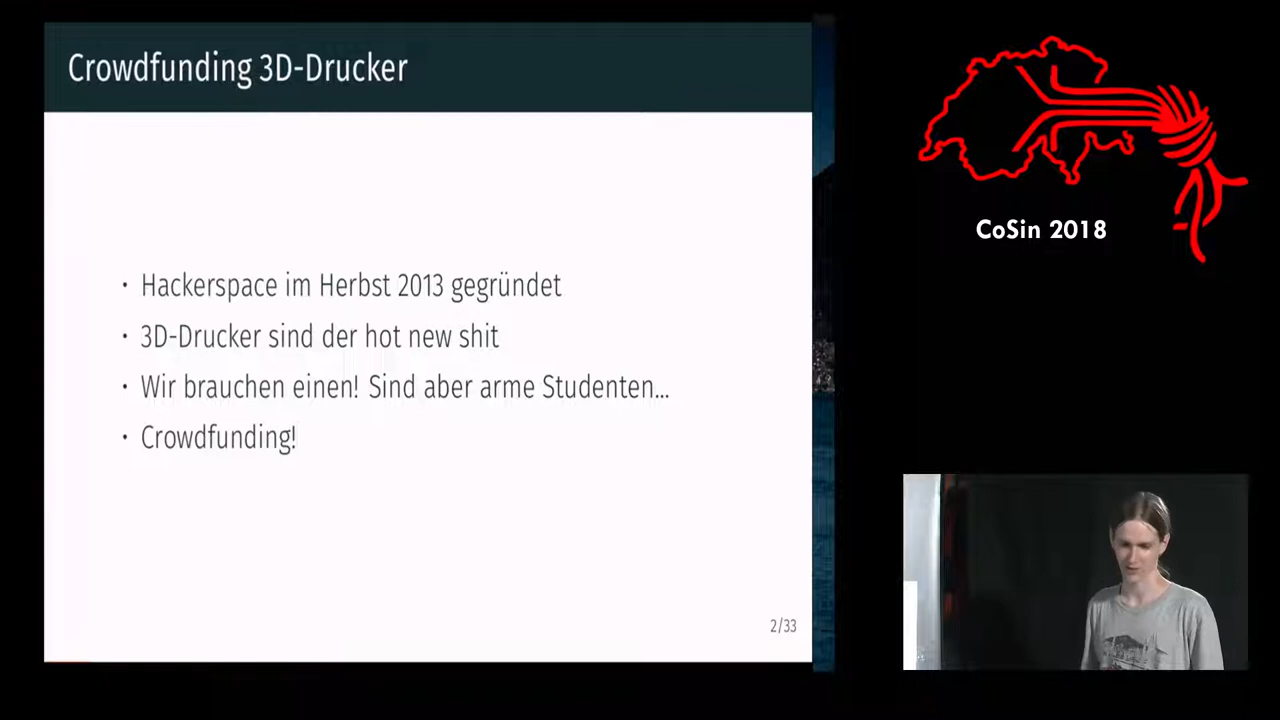 Crowdfunding 3D-Drucker
• Hackerspace im Herbst 2013 gegründet
• 3D-Drucker sind der hot new shit
• Wir brauchen einen! Sind aber arme Studenten...
• Crowdfunding!
2/33
CoSin 2018